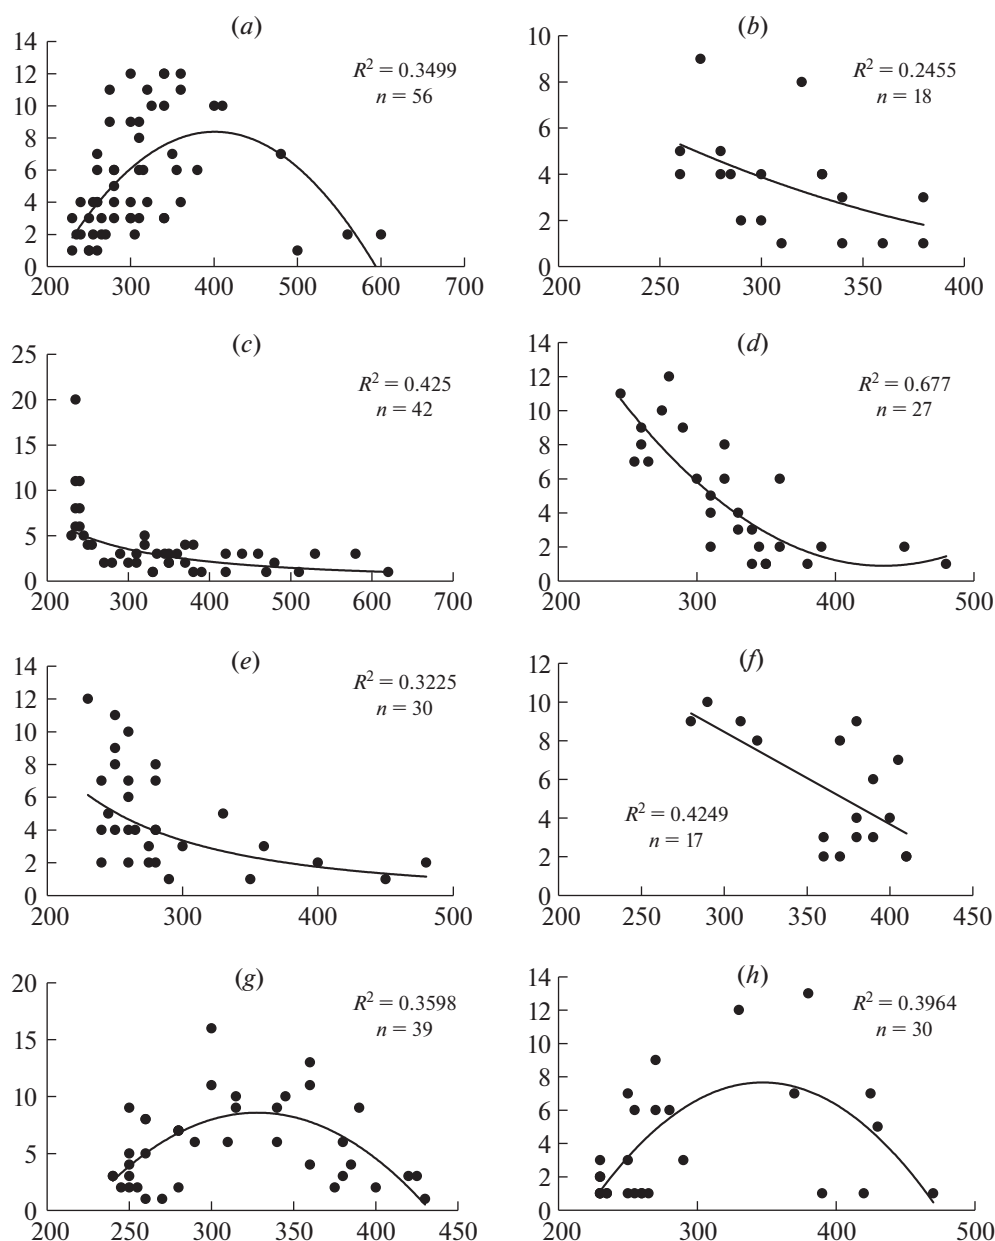 (a)
R² = 0.3499
n = 56
14
12
10
8
6
4
2
0
200 300 400 500 600 700
(b)
R² = 0.2455
n = 18
10
8
6
4
2
0
200 250 300 350 400
(c)
R² = 0.425
n = 42
25
20
15
10
5
0
200 300 400 500 600 700
(d)
R² = 0.677
n = 27
14
12
10
8
6
4
2
0
200 300 400 500
(e)
R² = 0.3225
n = 30
14
12
10
8
6
4
2
0
200 300 400 500
(f)
12
10
8
6
4
2
0
R² = 0.4249
n = 17
200 250 300 350 400 450
(g)
R² = 0.3598
n = 39
20
15
10
5
0
200 250 300 350 400 450
(h)
R² = 0.3964
n = 30
14
12
10
8
6
4
2
0
200 300 400 500